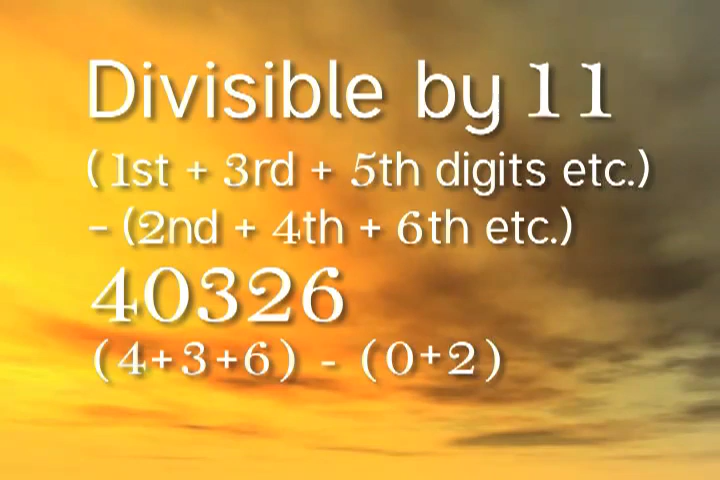 Divisible by 11
(1st + 3rd + 5th digits etc.)
- (2nd + 4th + 6th etc.)
40326
(4+3+6) - (0+2)